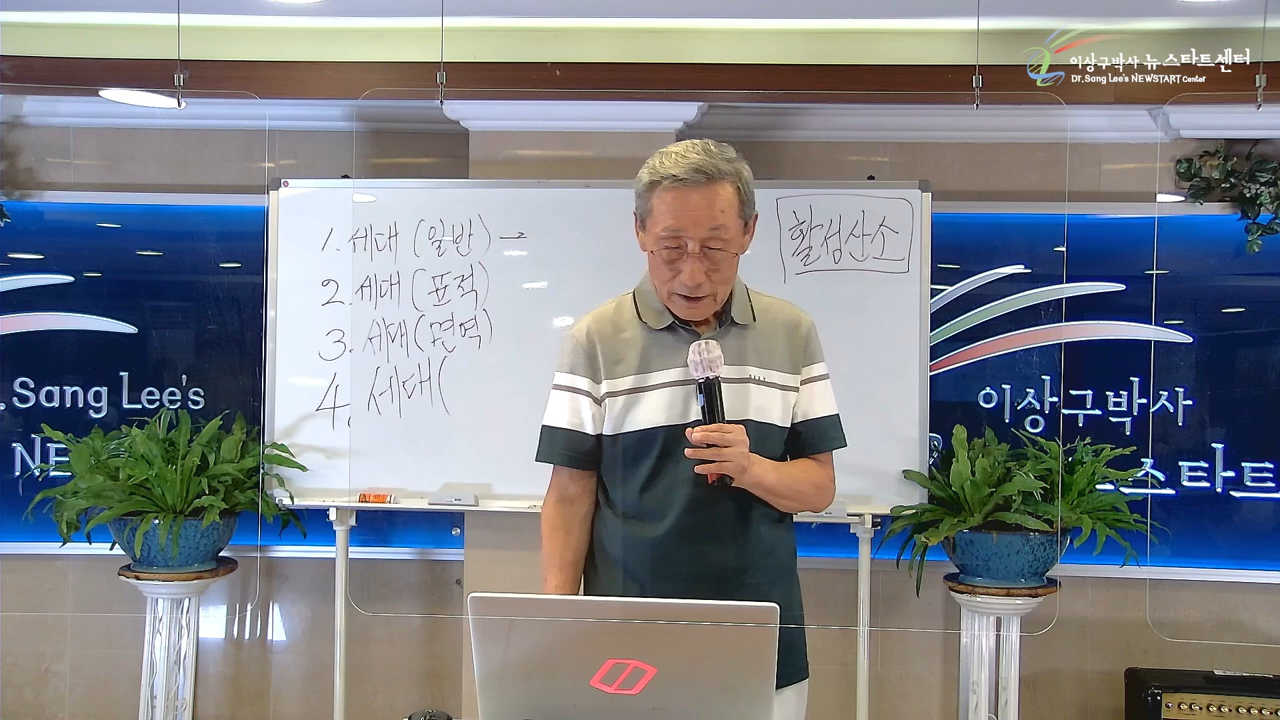 이상구박사 뉴스타트센터
Dr. Sang Lee's NEWSTART Center
1. 세대 (일반) →
2. 세대 (표적)
3. 세대 (면역)
4. 세대 (
활성산소
. Sang Lee's
NE
이상구박사
스타트